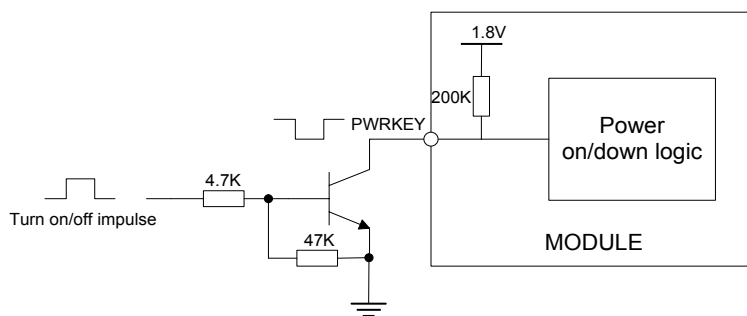 1.8V
200K
PWRKEY
Power
on/down logic
4.7K
Turn on/off impulse
47K
MODULE